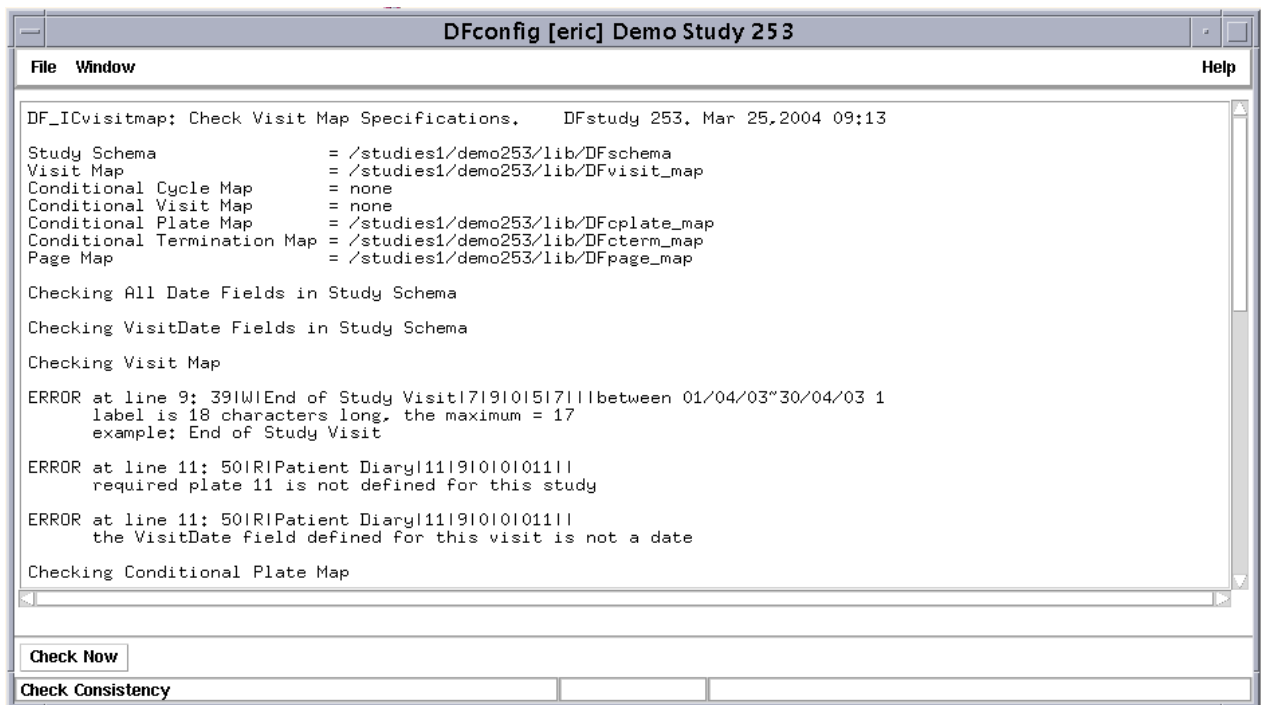 DFconfig [eric] Demo Study 253
File Window Help
DF_ICvisitmap: Check Visit Map Specifications. DFstudy 253. Mar 25,2004 09:13
Study Schema = /studies1/demo253/lib/DFschema
Visit Map = /studies1/demo253/lib/DFvisit_map
Conditional Cycle Map = none
Conditional Visit Map = none
Conditional Plate Map = /studies1/demo253/lib/DFcplate_map
Conditional Termination Map = /studies1/demo253/lib/DFcterm_map
Page Map = /studies1/demo253/lib/DFpage_map
Checking All Date Fields in Study Schema
Checking VisitDate Fields in Study Schema
Checking Visit Map
ERROR at line 9: 39|W|End of Study Visit|7|9|0|5|7|||between 01/04/03~30/04/03 1
label is 18 characters long, the maximum = 17
example: End of Study Visit
ERROR at line 11: 50|R|Patient Diary|11|9|0|0|011||
required plate 11 is not defined for this study
ERROR at line 11: 50|R|Patient Diary|11|9|0|0|011||
the VisitDate field defined for this visit is not a date
Checking Conditional Plate Map
Check Now
Check Consistency